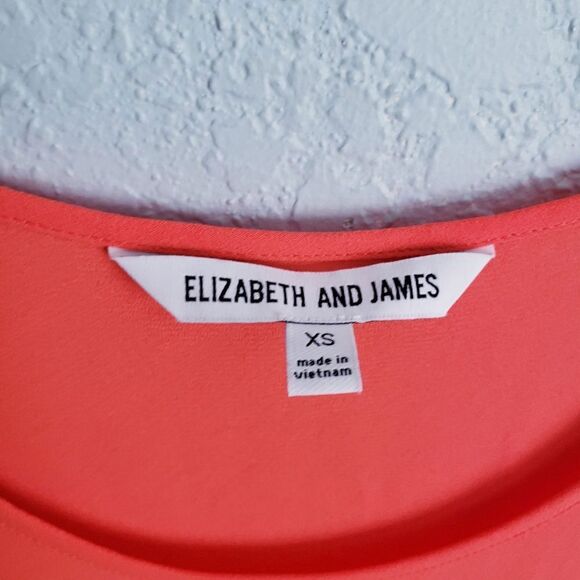 ELIZABETH AND JAMES
XS
made in
vietnam